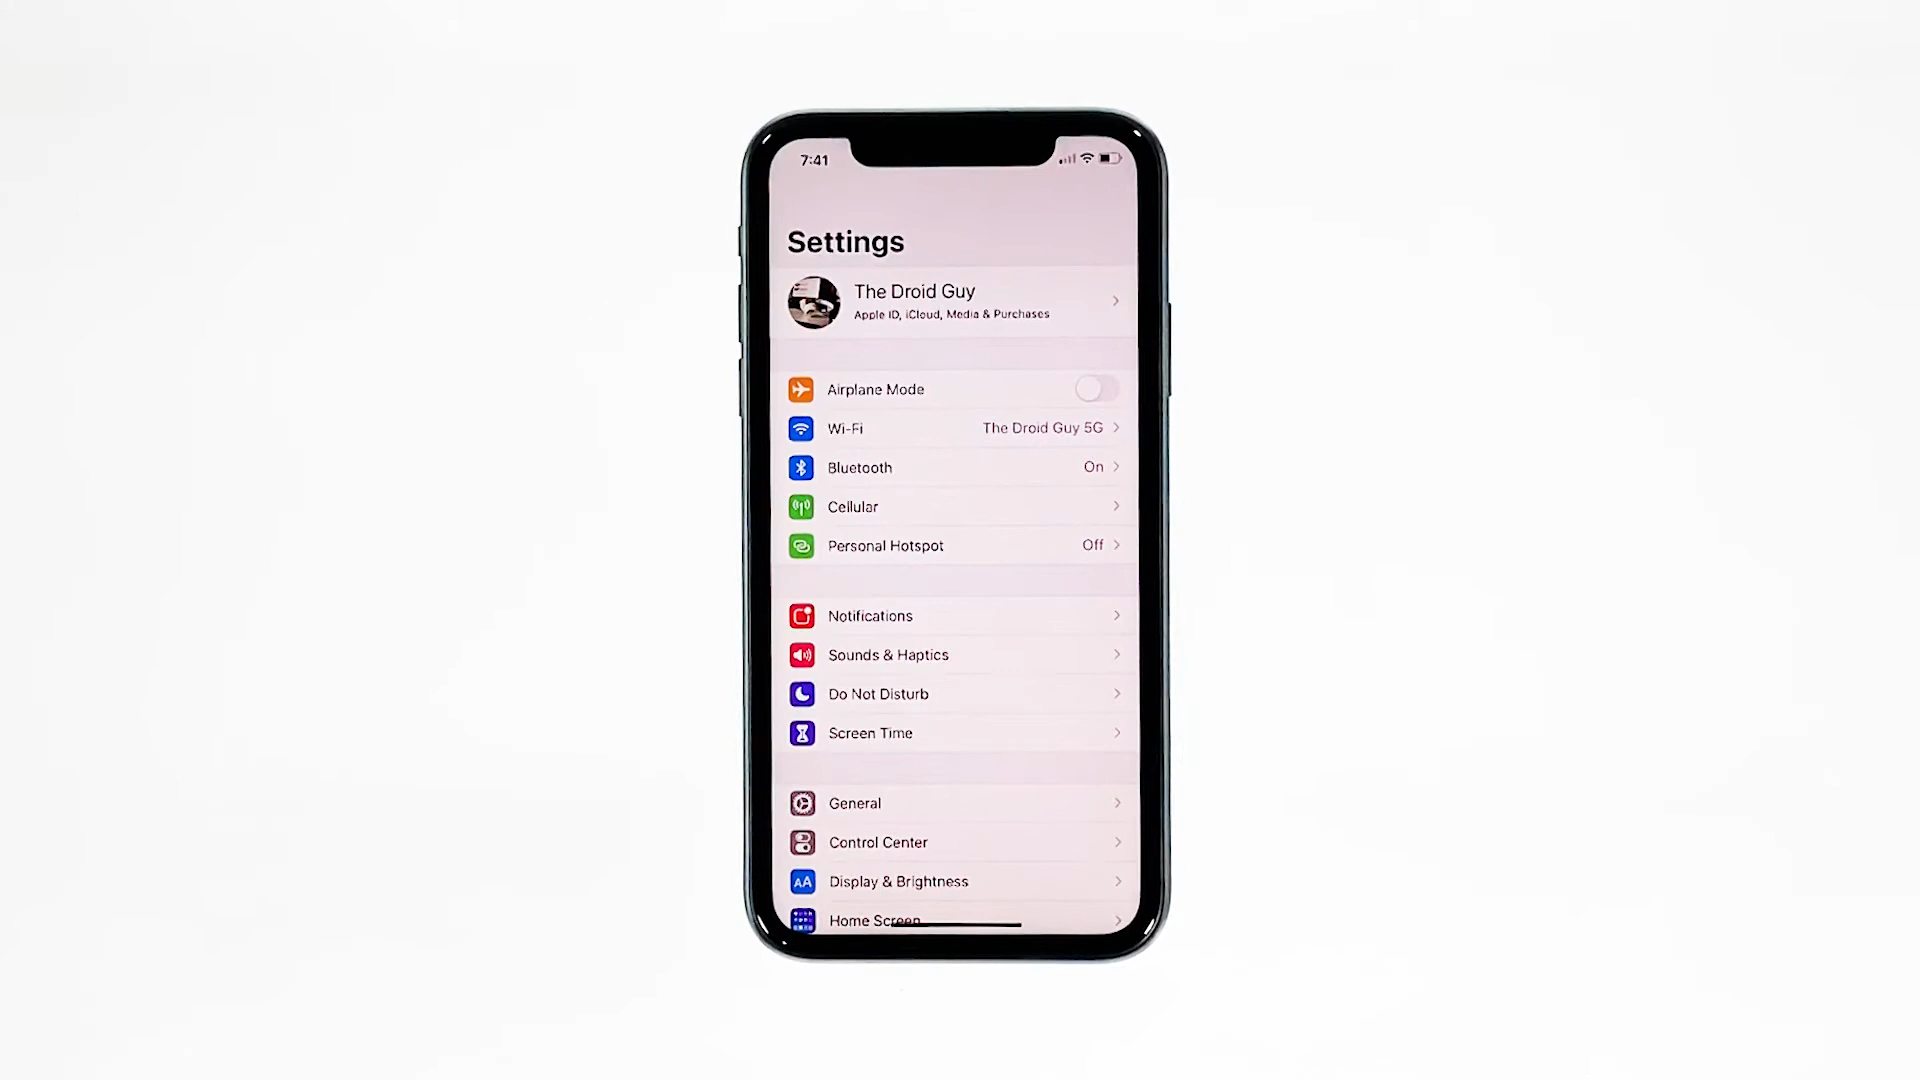 7:41
Settings
The Droid Guy
Apple ID, iCloud, Media & Purchases
Airplane Mode
Wi-Fi The Droid Guy 5G
Bluetooth On
Cellular
Personal Hotspot Off
Notifications
Sounds & Haptics
Do Not Disturb
Screen Time
General
Control Center
AA Display & Brightness
Home Screen